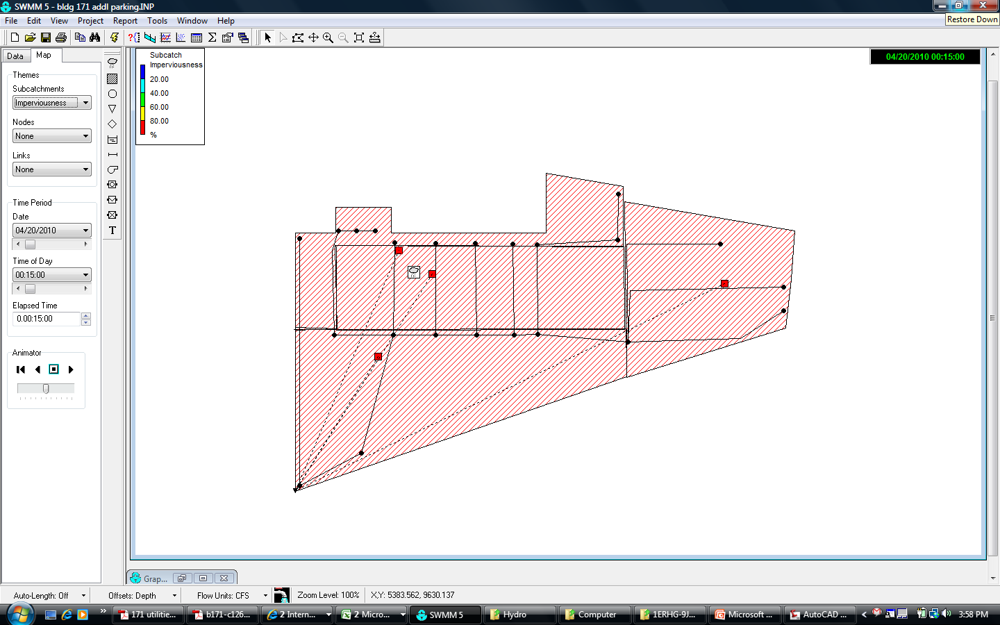 SWMM 5 - bldg 171 addl parking.INP
File Edit View Project Report Tools Window Help
Restore Down
Data Map
Themes
Subcatchments
Imperviousness
Nodes
None
Links
None
Time Period
Date
04/20/2010
Time of Day
00:15:00
Elapsed Time
0.00:15:00
Animator
T
Subcatch
Imperviousness
20.00
40.00
60.00
80.00
%
04/20/2010 00:15:00
Grap...
Auto-Length: Off Offsets: Depth Flow Units: CFS Zoom Level: 100% X,Y: 5383.562, 9630.137
171 utilitie... b171-c126... 2 Intern... 2 Micro... SWMM 5 Hydro Computer 1ERHG-9J... Microsoft ... AutoCAD ... 3:58 PM